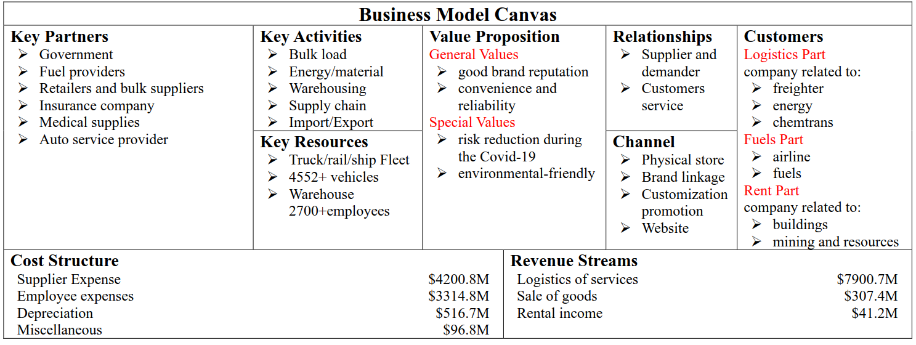 Business Model Canvas
Key Partners
➢ Government
➢ Fuel providers
➢ Retailers and bulk suppliers
➢ Insurance company
➢ Medical supplies
➢ Auto service provider
Key Activities
➢ Bulk load
➢ Energy/material
➢ Warehousing
➢ Supply chain
➢ Import/Export
Key Resources
➢ Truck/rail/ship Fleet
➢ 4552+ vehicles
➢ Warehouse
2700+employees
Value Proposition
General Values
➢ good brand reputation
➢ convenience and
reliability
Special Values
➢ risk reduction during
the Covid-19
➢ environmental-friendly
Relationships
➢ Supplier and
demander
➢ Customers
service
Channel
➢ Physical store
➢ Brand linkage
➢ Customization
promotion
➢ Website
Customers
Logistics Part
company related to:
➢ freighter
➢ energy
➢ chemtrans
Fuels Part
➢ airline
➢ fuels
Rent Part
company related to:
➢ buildings
➢ mining and resources
Cost Structure
Supplier Expense $4200.8M
Employee expenses $3314.8M
Depreciation $516.7M
Miscellancous $96.8M
Revenue Streams
Logistics of services $7900.7M
Sale of goods $307.4M
Rental income $41.2M